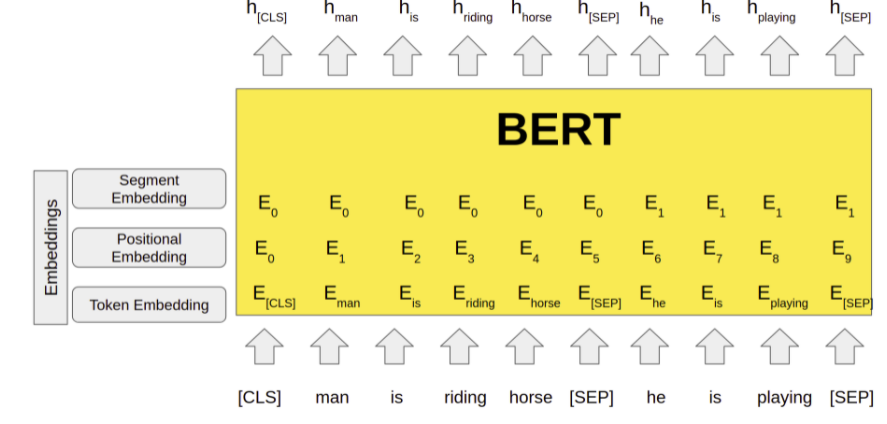 h[CLS] hman his hriding hhorse h[SEP] hhe his hplaying h[SEP]
BERT
Embeddings
Segment
Embedding
E0 E0 E0 E0 E0 E0 E1 E1 E1 E1
Positional
Embedding
E0 E1 E2 E3 E4 E5 E6 E7 E8 E9
Token Embedding
E[CLS] Eman Eis Eriding Ehorse E[SEP] Ehe Eis Eplaying E[SEP]
[CLS] man is riding horse [SEP] he is playing [SEP]